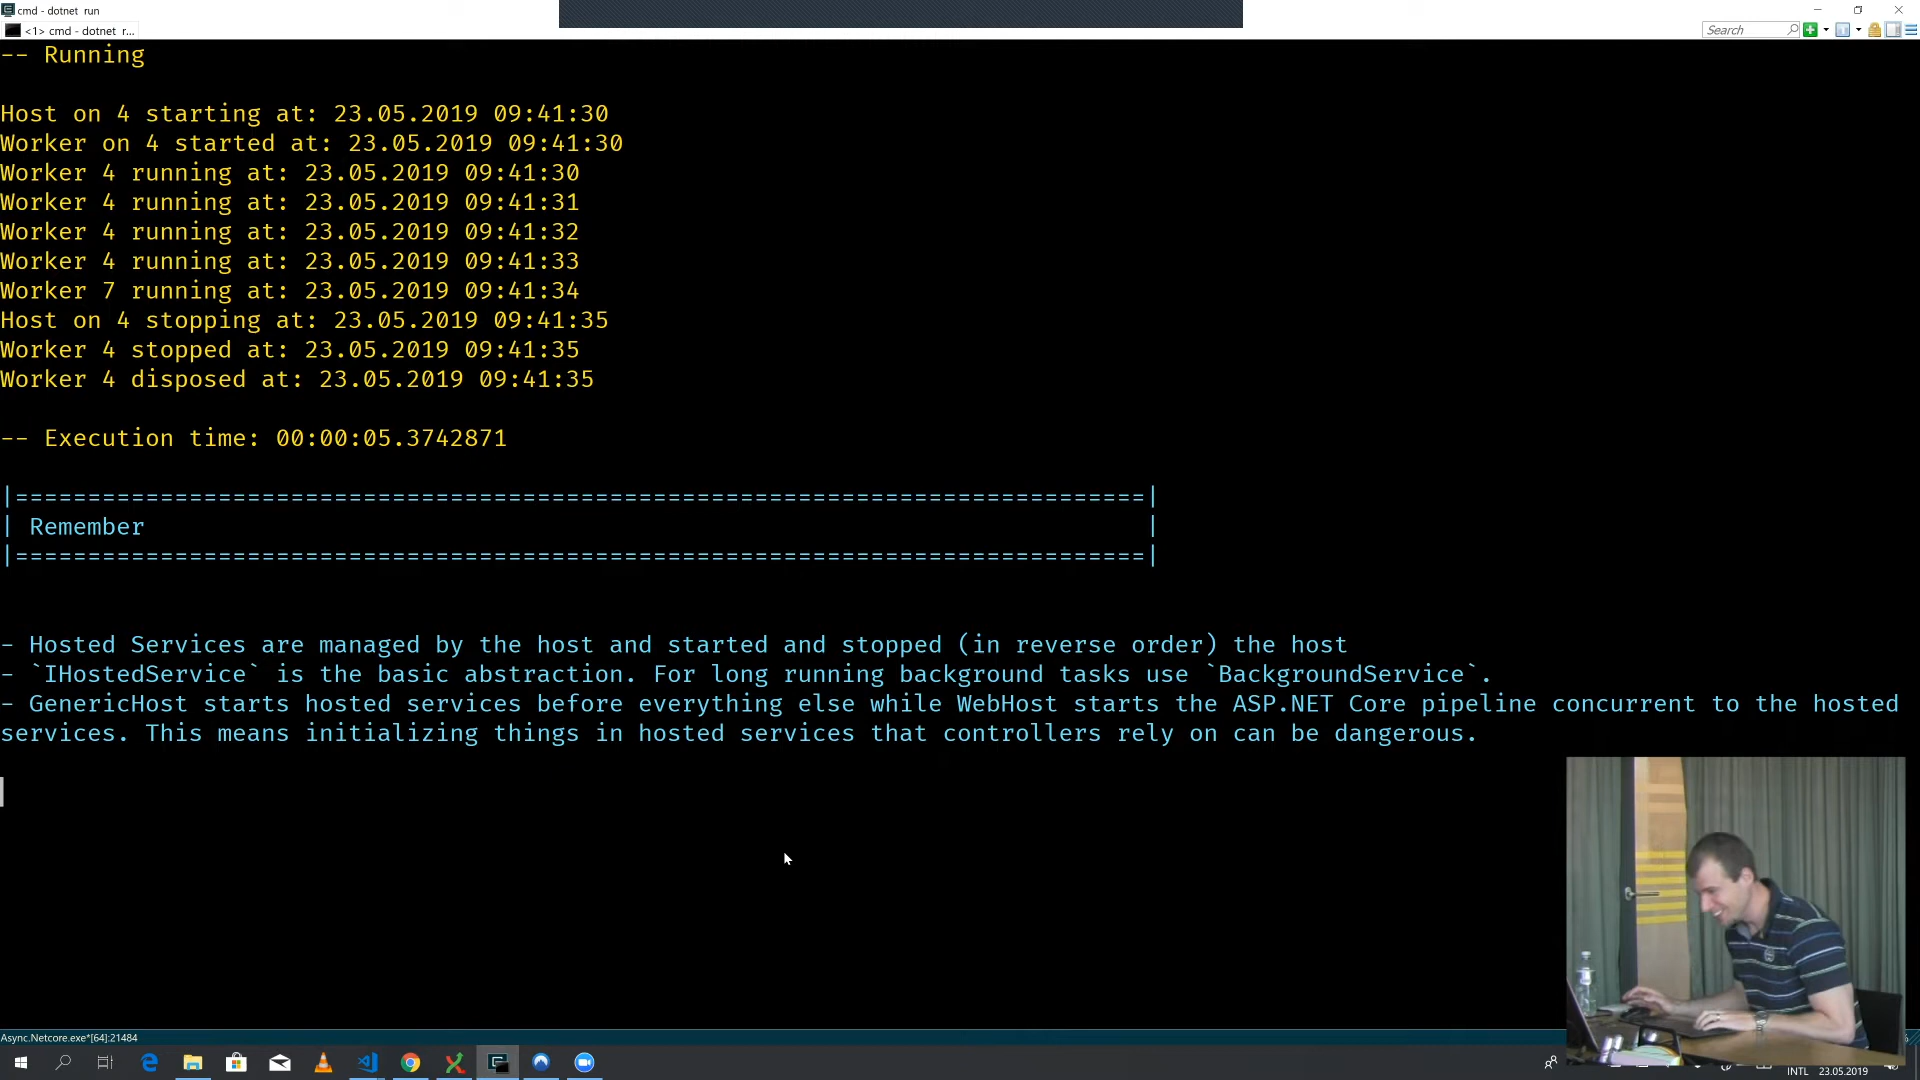 cmd - dotnet run
<1> cmd - dotnet r...
Search
-- Running
Host on 4 starting at: 23.05.2019 09:41:30
Worker on 4 started at: 23.05.2019 09:41:30
Worker 4 running at: 23.05.2019 09:41:30
Worker 4 running at: 23.05.2019 09:41:31
Worker 4 running at: 23.05.2019 09:41:32
Worker 4 running at: 23.05.2019 09:41:33
Worker 7 running at: 23.05.2019 09:41:34
Host on 4 stopping at: 23.05.2019 09:41:35
Worker 4 stopped at: 23.05.2019 09:41:35
Worker 4 disposed at: 23.05.2019 09:41:35
-- Execution time: 00:00:05.3742871
|==============================================================================|
| Remember |
|==============================================================================|
- Hosted Services are managed by the host and started and stopped (in reverse order) the host
- `IHostedService` is the basic abstraction. For long running background tasks use `BackgroundService`.
- GenericHost starts hosted services before everything else while WebHost starts the ASP.NET Core pipeline concurrent to the hosted
services. This means initializing things in hosted services that controllers rely on can be dangerous.
Async.Netcore.exe*[64]:21484
INTL 23.05.2019